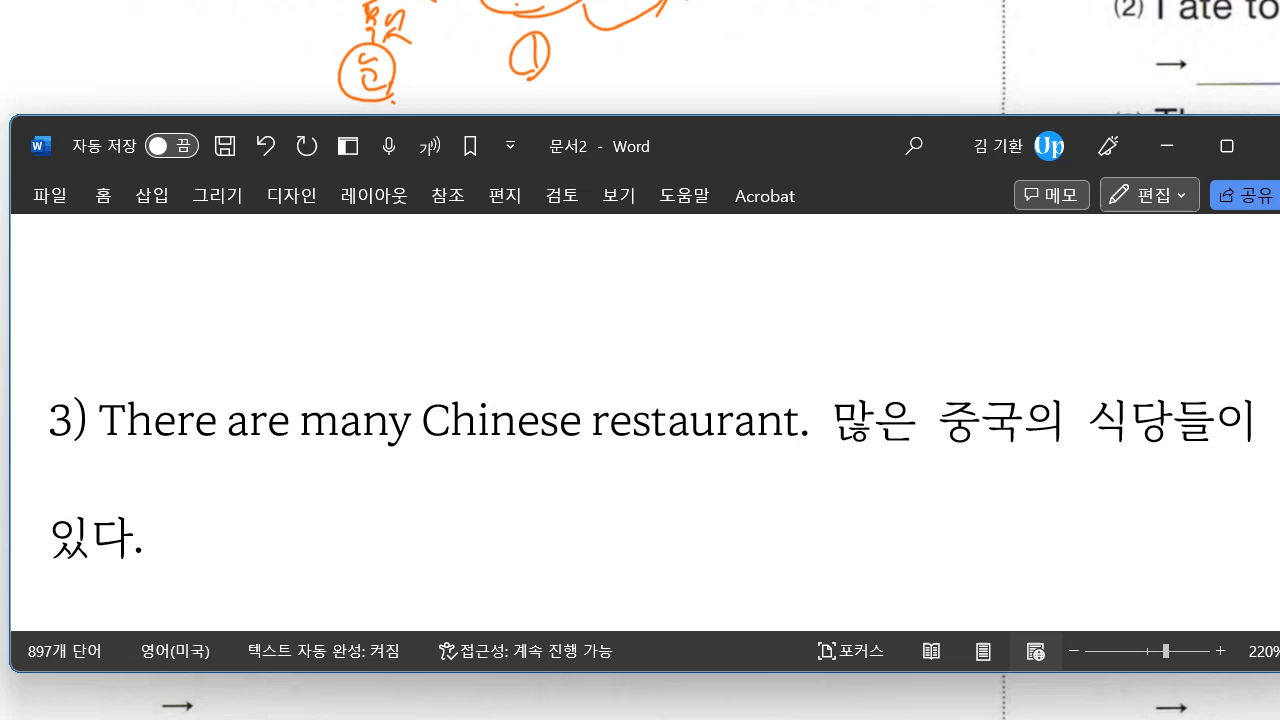 (2) I ate to
①
→
자동 저장 끔 가 문서2 - Word 김 기환 Up
파일 홈 삽입 그리기 디자인 레이아웃 참조 편지 검토 보기 도움말 Acrobat 메모 편집 공유
3) There are many Chinese restaurant. 많은 중국의 식당들이
있다.
897개 단어 영어(미국) 텍스트 자동 완성: 켜짐 접근성: 계속 진행 가능 포커스 − + 220%
→ →